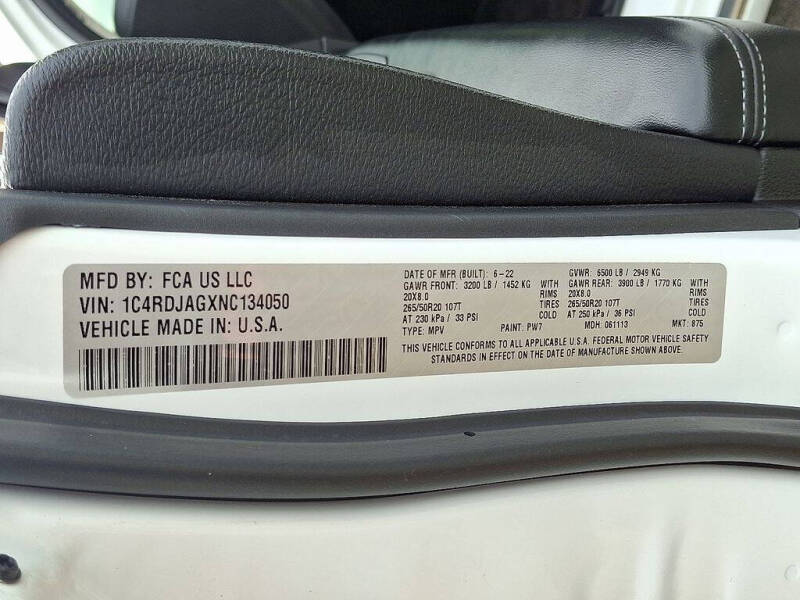 MFD BY: FCA US LLC
VIN: 1C4RDJAGXNC134050
VEHICLE MADE IN: U.S.A.
DATE OF MFR (BUILT): 6-22 GVWR: 6500 LB / 2949 KG
GAWR FRONT: 3200 LB / 1452 KG WITH GAWR REAR: 3900 LB / 1770 KG WITH
20X8.0 RIMS 20X8.0 RIMS
265/50R20 107T TIRES 265/50R20 107T TIRES
AT 230 kPa / 33 PSI COLD AT 250 kPa / 36 PSI COLD
TYPE: MPV PAINT: PW7 MDH: 061113 MKT: 875
THIS VEHICLE CONFORMS TO ALL APPLICABLE U.S.A. FEDERAL MOTOR VEHICLE SAFETY
STANDARDS IN EFFECT ON THE DATE OF MANUFACTURE SHOWN ABOVE.